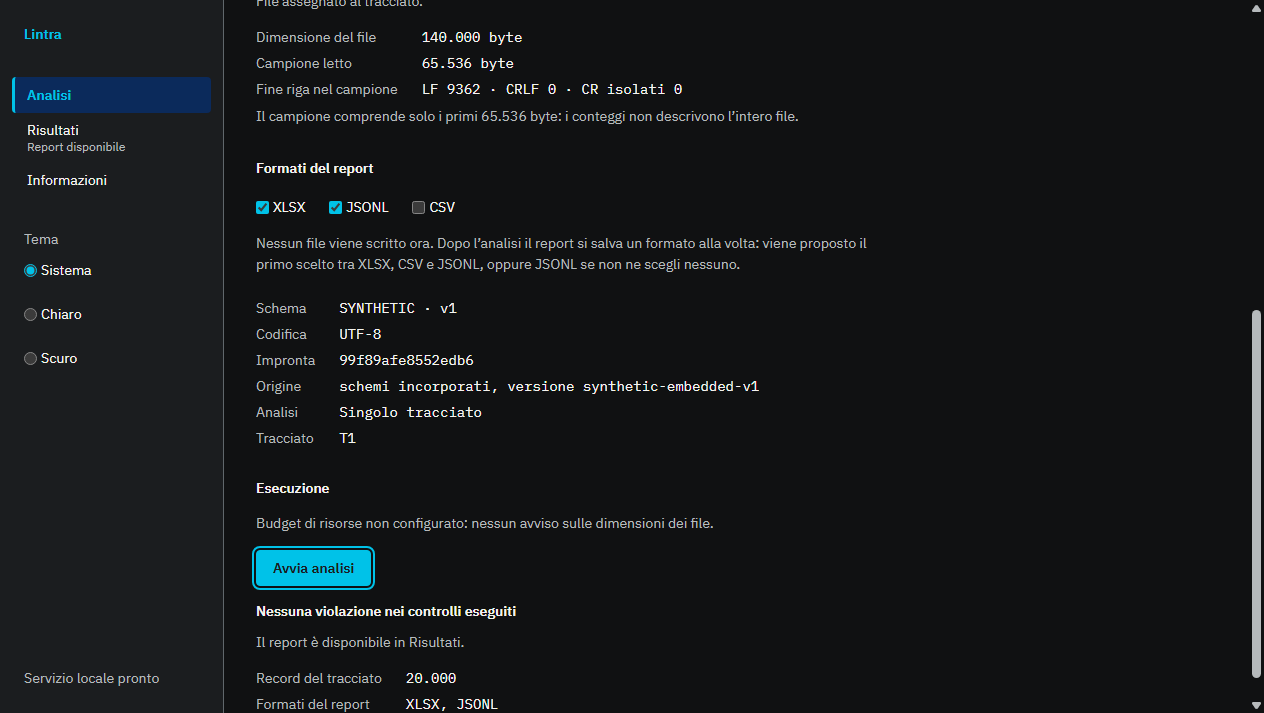 Lintra
Analisi
Risultati
Report disponibile
Informazioni
Tema
Sistema
Chiaro
Scuro
Servizio locale pronto
File assegnato al tracciato.
Dimensione del file 140.000 byte
Campione letto 65.536 byte
Fine riga nel campione LF 9362 · CRLF 0 · CR isolati 0
Il campione comprende solo i primi 65.536 byte: i conteggi non descrivono l’intero file.
Formati del report
XLSX JSONL CSV
Nessun file viene scritto ora. Dopo l’analisi il report si salva un formato alla volta: viene proposto il
primo scelto tra XLSX, CSV e JSONL, oppure JSONL se non ne scegli nessuno.
Schema SYNTHETIC · v1
Codifica UTF-8
Impronta 99f89afe8552edb6
Origine schemi incorporati, versione synthetic-embedded-v1
Analisi Singolo tracciato
Tracciato T1
Esecuzione
Budget di risorse non configurato: nessun avviso sulle dimensioni dei file.
Avvia analisi
Nessuna violazione nei controlli eseguiti
Il report è disponibile in Risultati.
Record del tracciato 20.000
Formati del report XLSX, JSONL